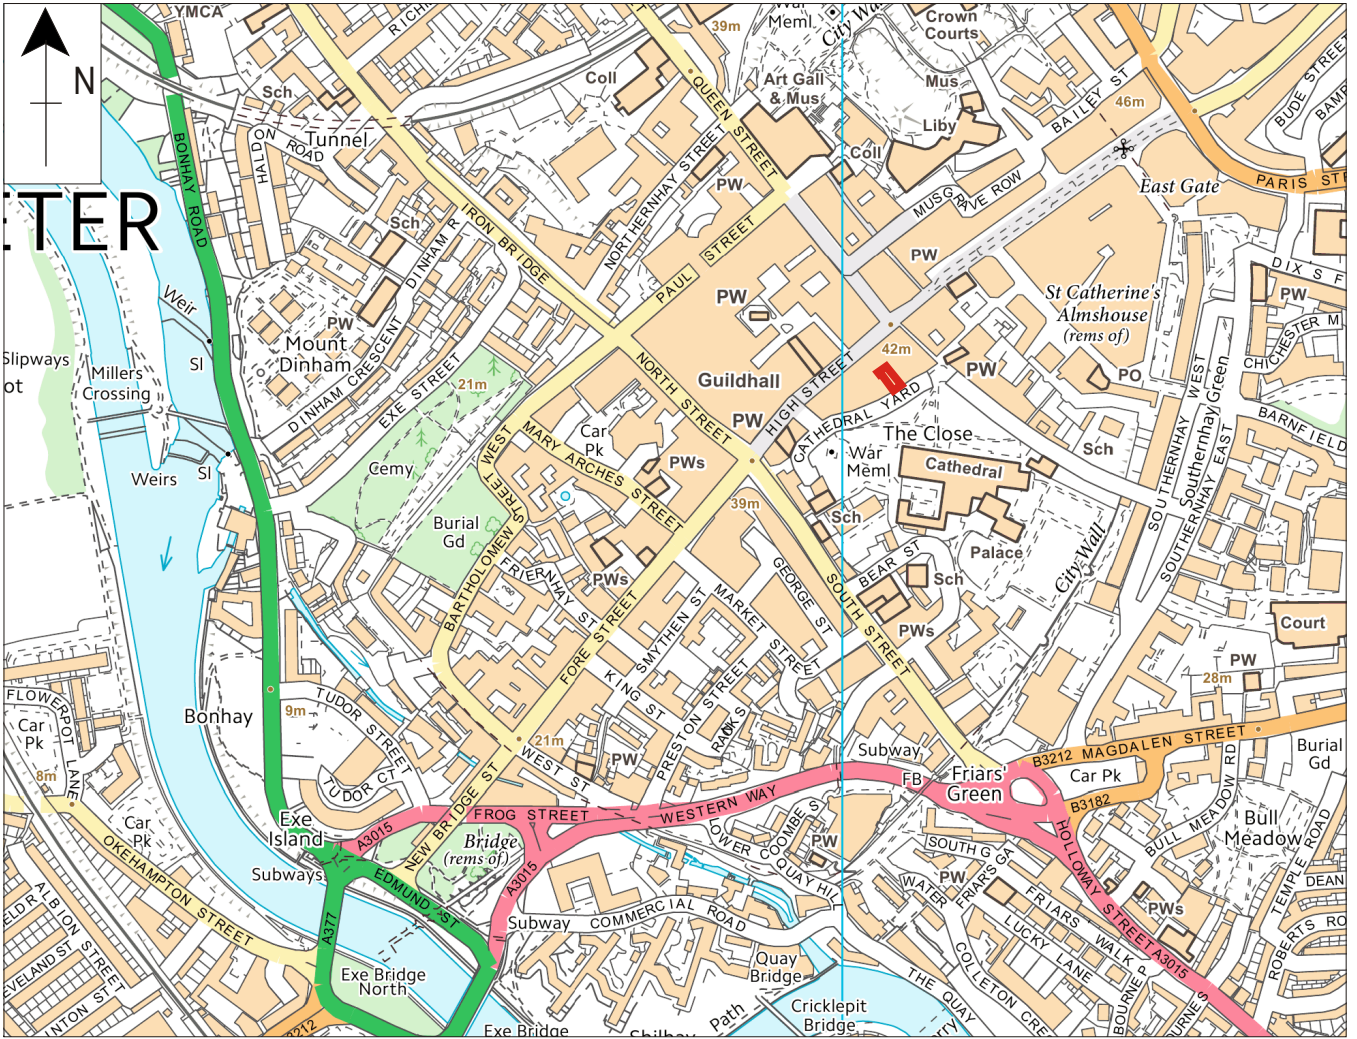 YMCA
RICH
39m
War
Meml
City Wa
Crown
Courts
N
Sch
Coll
QUEEN STREET
Art Gall
& Mus
Mus
Liby
BAILEY ST
46m
BUDE STREE
BAMP
BONHAY ROAD
HALDON
ROAD
Tunnel
Coll
PW
NORTHERNHAY STREET
MUSGRAVE ROW
East Gate
PARIS STR
ETER
Sch
DINHAM R
IRON BRIDGE
PAUL STREET
PW
DIX'S F
PW
Weir
SI
PW
Mount
Dinham
DINHAM CRESCENT
EXE STREET
PW
St Catherine's
Almshouse
(rems of)
CHICHESTER M
Slipways
ot
Millers
Crossing
21m
NORTH STREET
Guildhall
HIGH STREET
42m
PW
PO
CATHEDRAL YARD
SOUTHERNHAY WEST
Southernhay Green
SOUTHERNHAY EAST
BARNFIELD
Weirs
SI
Cemy
WEST
MARY ARCHES STREET
Car
Pk
PWs
PW
The Close
War
Meml
Cathedral
Sch
39m
Sch
Burial
Gd
BARTHOLOMEW STREET
FRIERNHAY ST
PWs
BEAR ST
Palace
City Wall
Sch
GEORGE ST
SOUTH STREET
PWs
Court
FORE STREET
SMYTHEN ST
MARKET STREET
KING ST
PRESTON STREET
RACK S
PW
28m
FLOWERPOT LANE
Car
Pk
8m
Bonhay
9m
TUDOR STREET
TUDOR CT
21m
WEST ST
PW
Subway
FB
Friars'
Green
B3212 MAGDALEN STREET
Car Pk
B3182
Burial
Gd
Car
Pk
Exe
Island
Subways
A3015
FROG STREET
WESTERN WAY
NEW BRIDGE ST
Bridge
(rems of)
A3015
LOWER COOMBE S
PW
QUAY HILL
SOUTH G GA
PW
WATER
FRIARS GA
HOLLOWAY STREET A3015
BULL MEADOW RD
Bull
Meadow
TEMPLE ROAD
DEAN
OKEHAMPTON STREET
EDMUND ST
A377
Subway
COMMERCIAL ROAD
Exe Bridge
North
FRIARS WALK
LUCKY LANE
PWs
COLLETON CRE
BOURNE P
ROBERTS RO
ALBION STREET
Quay
Bridge
Cricklepit
Bridge
THE QUAY
Path
Exe Bridge
Shilhay